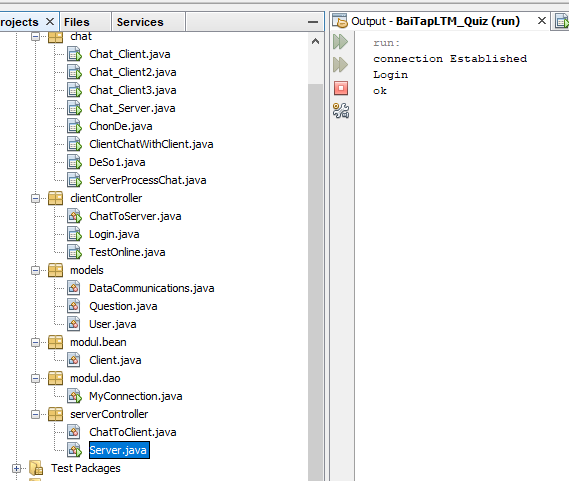 rojects
Files
Services
chat
Chat_Client.java
Chat_Client2.java
Chat_Client3.java
Chat_Server.java
ChonDe.java
ClientChatWithClient.java
DeSo1.java
ServerProcessChat.java
clientController
ChatToServer.java
Login.java
TestOnline.java
models
DataCommunications.java
Question.java
User.java
modul.bean
Client.java
modul.dao
MyConnection.java
serverController
ChatToClient.java
Server.java
Test Packages
Output - BaiTapLTM_Quiz (run)
run:
connection Established
Login
ok